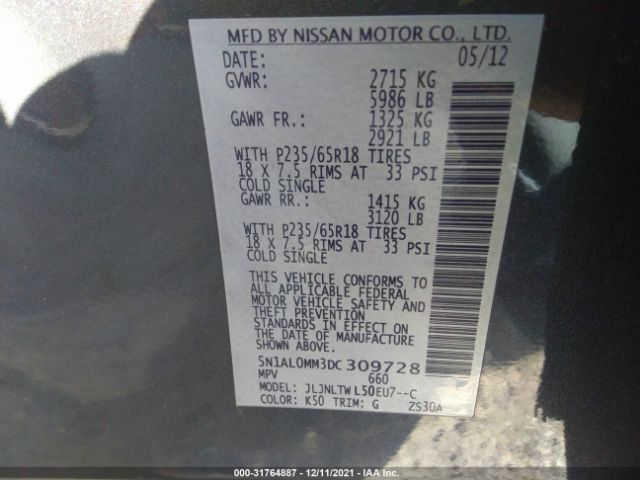 MFD BY NISSAN MOTOR CO., LTD.
DATE: 05/12
GVWR: 2715 KG
5986 LB
GAWR FR.: 1325 KG
2921 LB
WITH P235/65R18 TIRES
18 X 7.5 RIMS AT 33 PSI
COLD SINGLE
GAWR RR.: 1415 KG
3120 LB
WITH P235/65R18 TIRES
18 X 7.5 RIMS AT 33 PSI
COLD SINGLE
THIS VEHICLE CONFORMS TO
ALL APPLICABLE FEDERAL
MOTOR VEHICLE SAFETY AND
THEFT PREVENTION
STANDARDS IN EFFECT ON THE
DATE OF MANUFACTURE
SHOWN ABOVE.
5N1AL0MM3DC309728
MPV 660
MODEL: JLJNLTWL50EU7--C
COLOR: K50 TRIM: G ZS30A
000-31764887 - 12/11/2021 - IAA Inc.